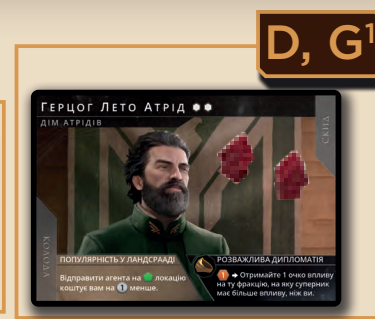 D, G¹
ГЕРЦОГ ЛЕТО АТРІД
ДІМ АТРІДІВ
СКИД
КОЛОДА
ПОПУЛЯРНІСТЬ У ЛАНДСРААДІ
Відправити агента на локацію
коштує вам на 1 менше.
РОЗВАЖЛИВА ДИПЛОМАТІЯ
1 → Отримайте 1 очко впливу
на ту фракцію, на яку суперник
має більше впливу, ніж ви.